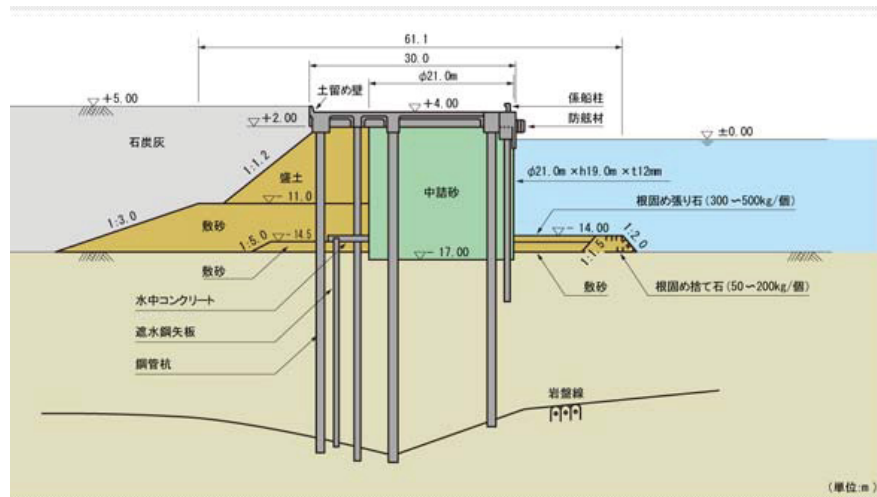 61.1
30.0
φ21.0m
土留め壁
係船柱
+5.00
+4.00
+2.00
防舷材
±0.00
石炭灰
1:1.2
盛土
中詰砂
φ21.0m×h19.0m×t12mm
-11.0
根固め張り石(300~500kg/個)
1:3.0
敷砂
-14.00
1:5.0
-14.5
1:1.5
1:2.0
敷砂
-17.00
敷砂
根固め捨て石(50~200kg/個)
水中コンクリート
遮水鋼矢板
鋼管杭
岩盤線
(単位:m)